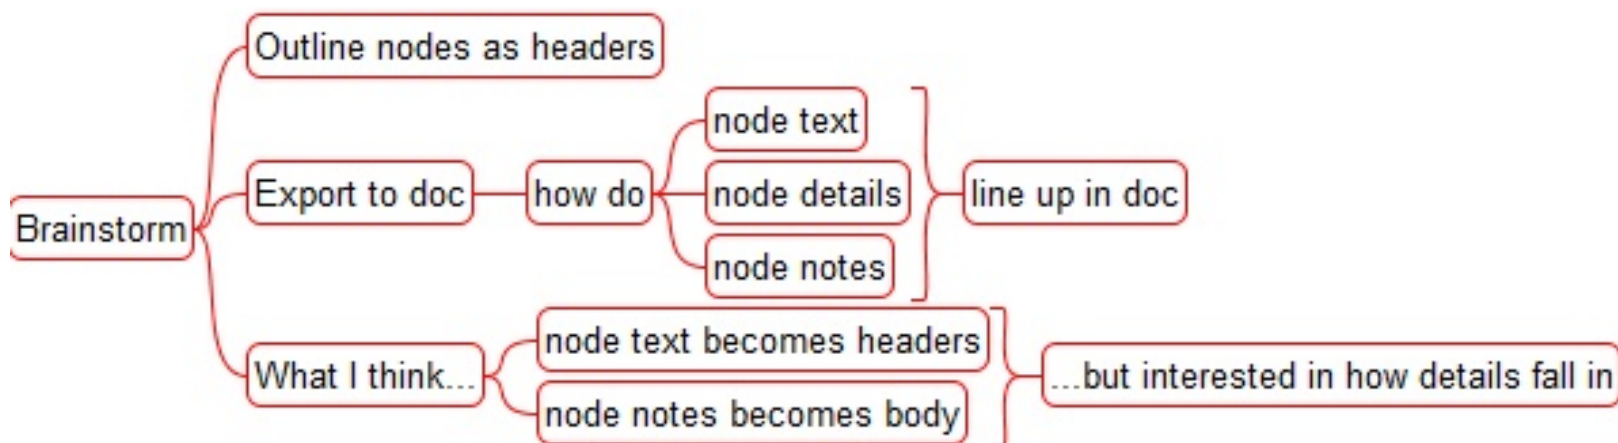 Outline nodes as headers
node text
Export to doc
how do
node details
line up in doc
Brainstorm
node notes
node text becomes headers
What I think...
...but interested in how details fall in
node notes becomes body